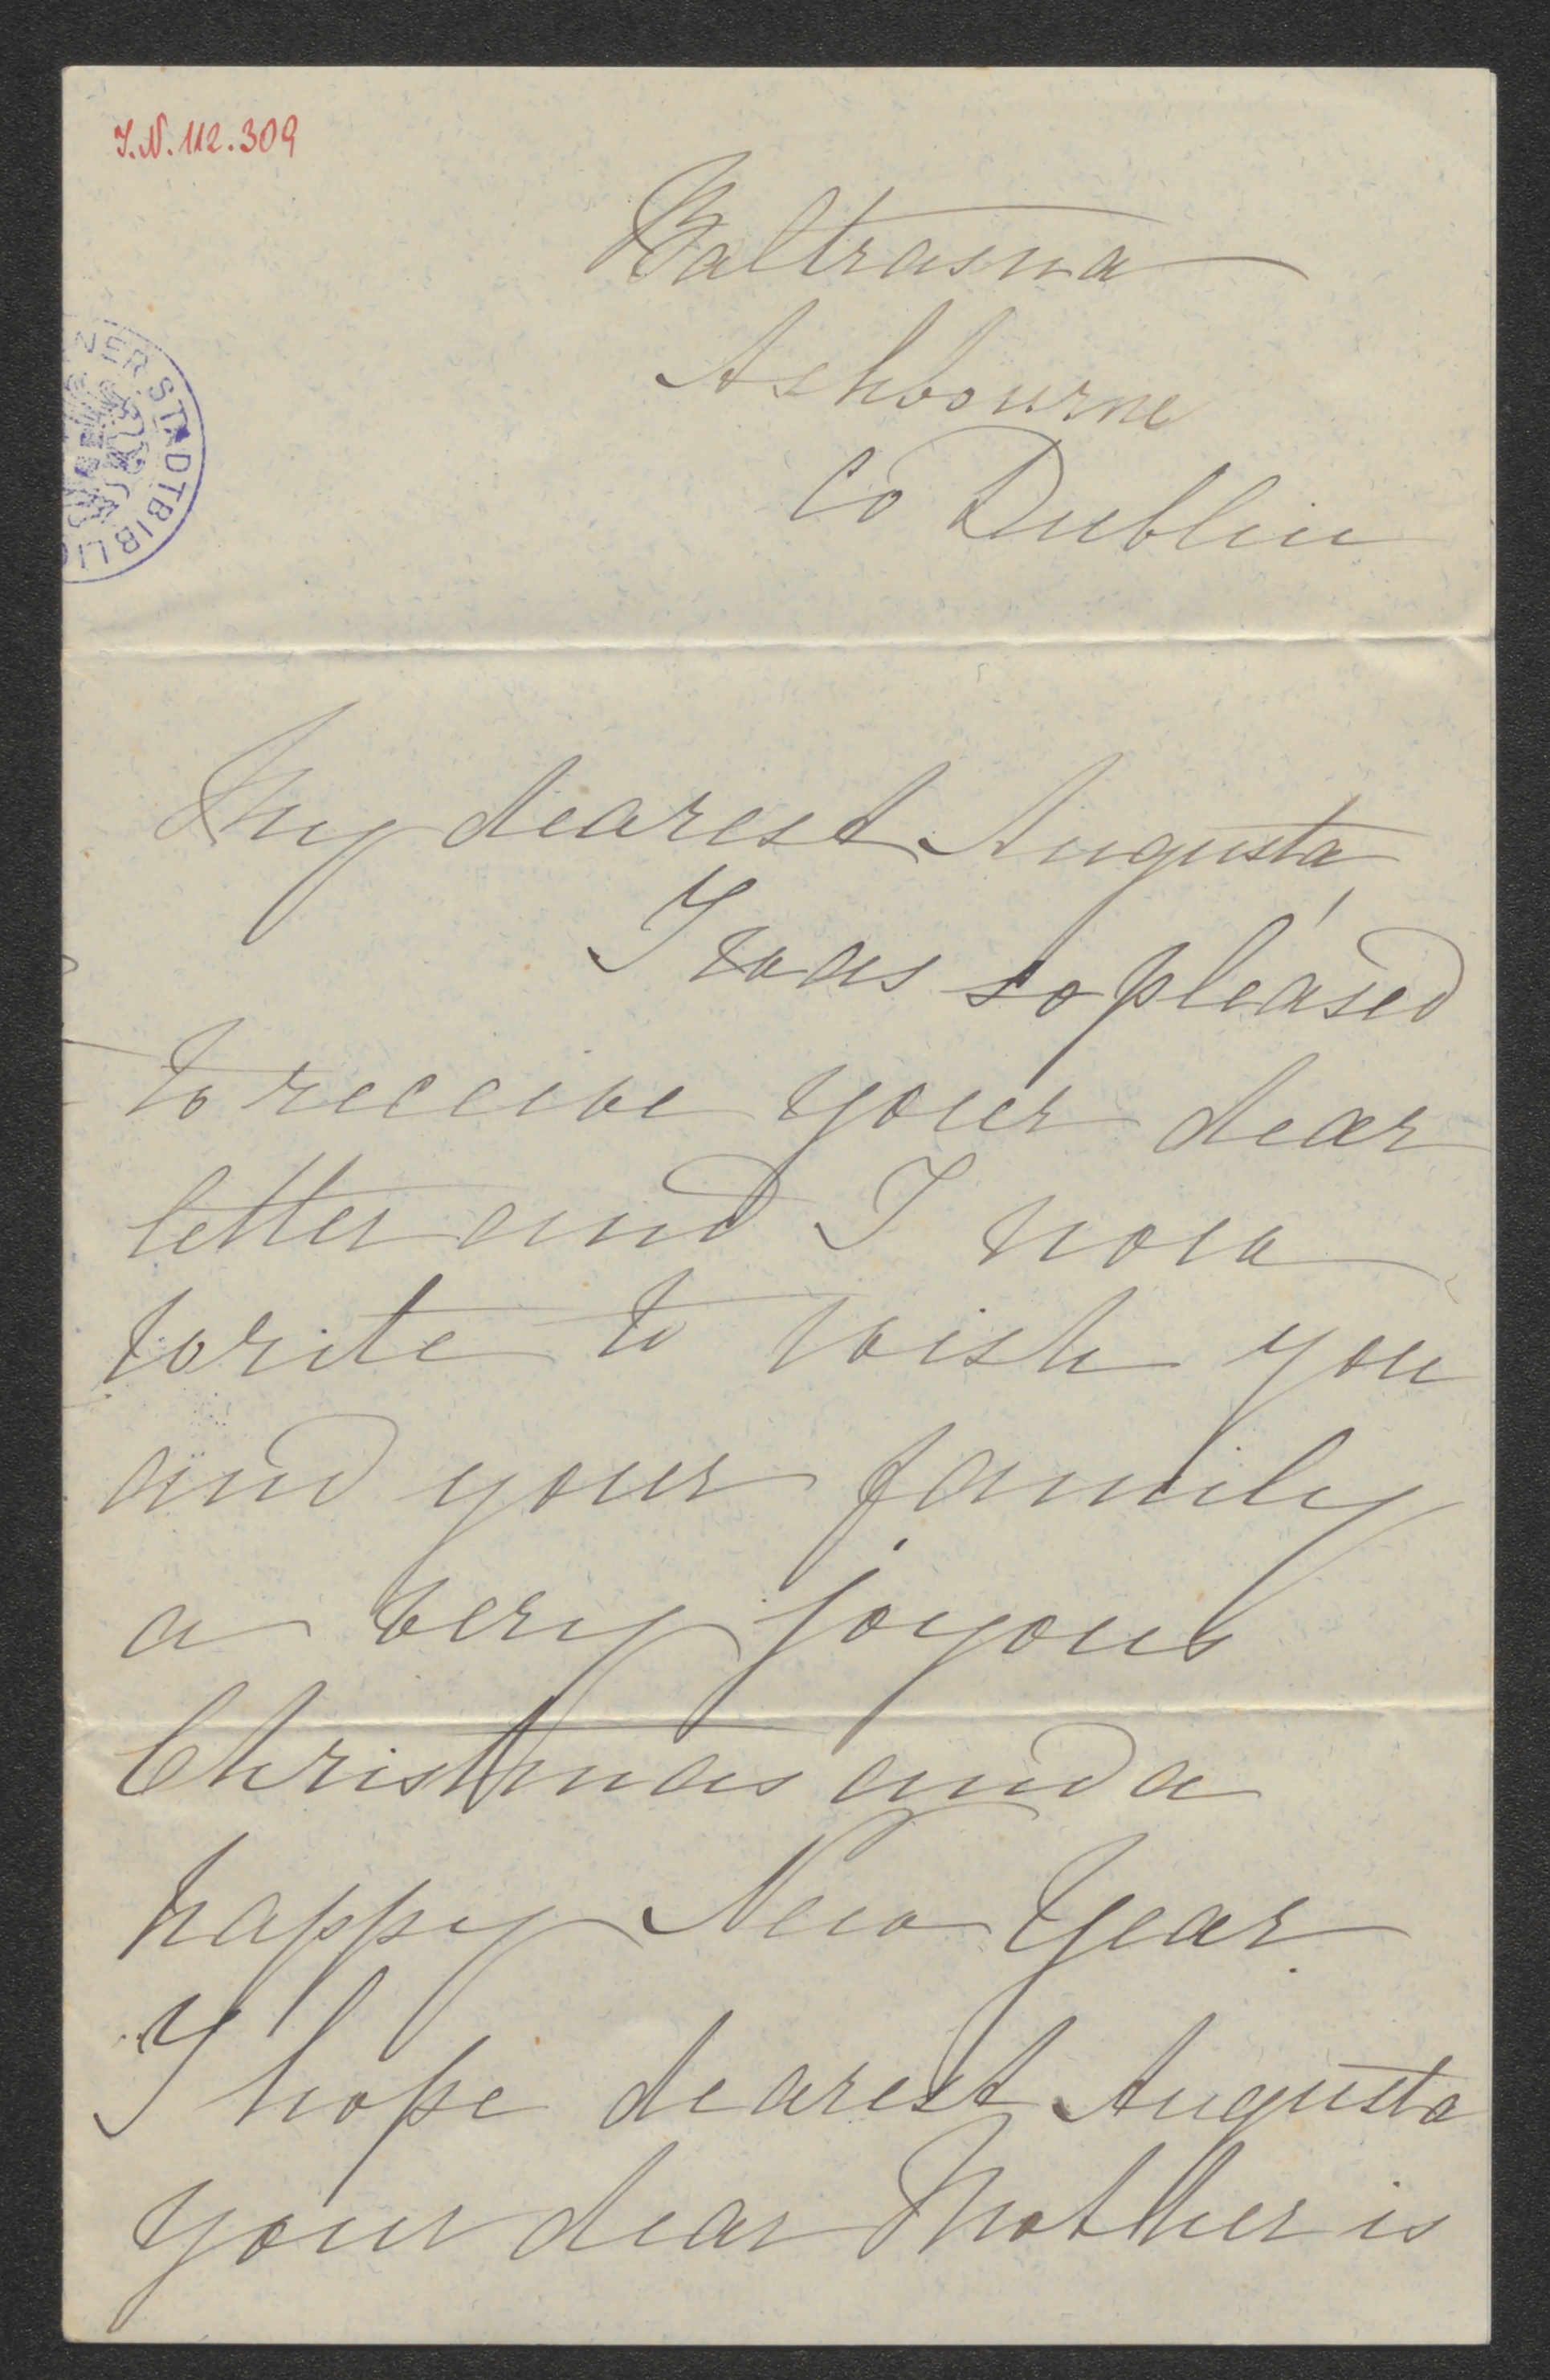 J.N. 112.309
Baltrasna
Ashbourne
Co Dublin
NER STADTBIBLIO
My dearest Augusta,
I was so pleased
to receive your dear
letter and I now
write to wish you
and your family
a very joyous
Christmas and a
happy New Year.
I hope dearest Augusta
your dear Mother is